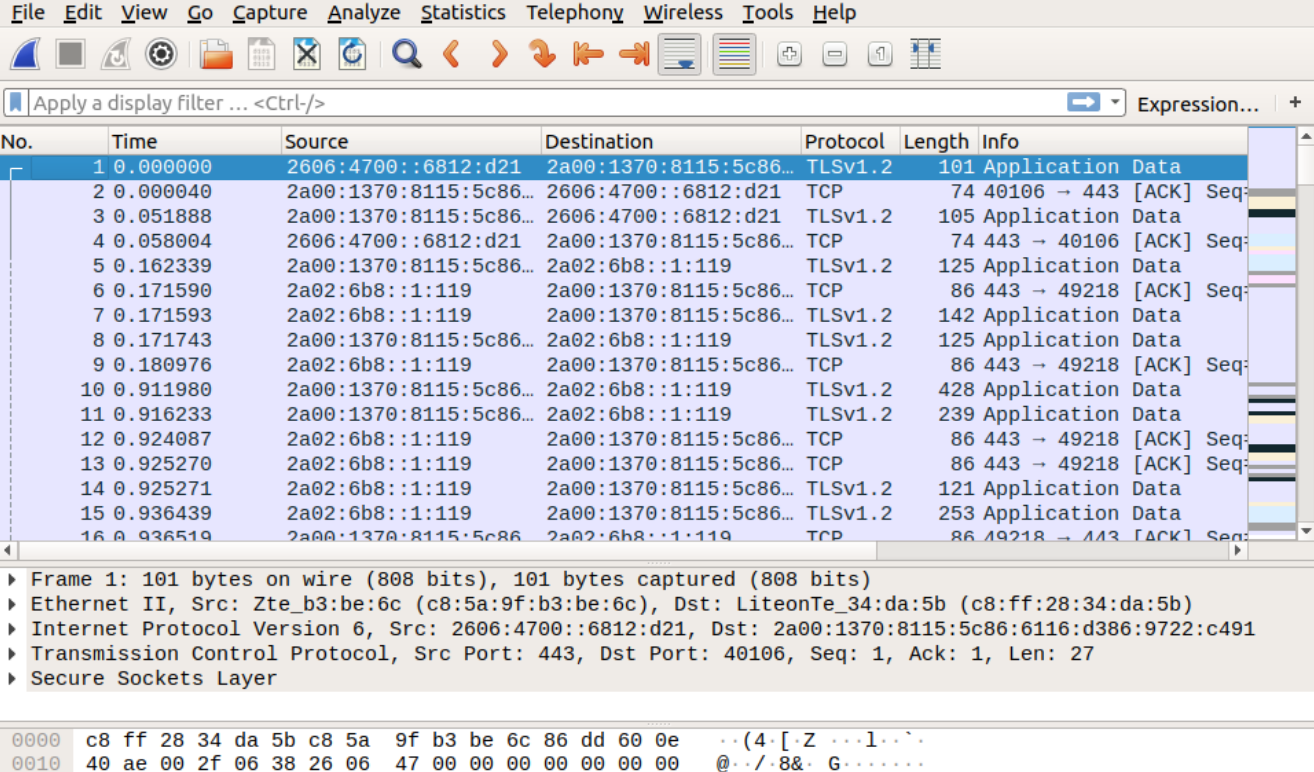 File Edit View Go Capture Analyze Statistics Telephony Wireless Tools Help
Apply a display filter … <Ctrl-/> Expression… +
No. Time Source Destination Protocol Length Info
1 0.000000 2606:4700::6812:d21 2a00:1370:8115:5c86… TLSv1.2 101 Application Data
2 0.000040 2a00:1370:8115:5c86… 2606:4700::6812:d21 TCP 74 40106 → 443 [ACK] Seq=
3 0.051888 2a00:1370:8115:5c86… 2606:4700::6812:d21 TLSv1.2 105 Application Data
4 0.058004 2606:4700::6812:d21 2a00:1370:8115:5c86… TCP 74 443 → 40106 [ACK] Seq=
5 0.162339 2a00:1370:8115:5c86… 2a02:6b8::1:119 TLSv1.2 125 Application Data
6 0.171590 2a02:6b8::1:119 2a00:1370:8115:5c86… TCP 86 443 → 49218 [ACK] Seq=
7 0.171593 2a02:6b8::1:119 2a00:1370:8115:5c86… TLSv1.2 142 Application Data
8 0.171743 2a00:1370:8115:5c86… 2a02:6b8::1:119 TLSv1.2 125 Application Data
9 0.180976 2a02:6b8::1:119 2a00:1370:8115:5c86… TCP 86 443 → 49218 [ACK] Seq=
10 0.911980 2a00:1370:8115:5c86… 2a02:6b8::1:119 TLSv1.2 428 Application Data
11 0.916233 2a00:1370:8115:5c86… 2a02:6b8::1:119 TLSv1.2 239 Application Data
12 0.924087 2a02:6b8::1:119 2a00:1370:8115:5c86… TCP 86 443 → 49218 [ACK] Seq=
13 0.925270 2a02:6b8::1:119 2a00:1370:8115:5c86… TCP 86 443 → 49218 [ACK] Seq=
14 0.925271 2a02:6b8::1:119 2a00:1370:8115:5c86… TLSv1.2 121 Application Data
15 0.936439 2a02:6b8::1:119 2a00:1370:8115:5c86… TLSv1.2 253 Application Data
16 0.936519 2a00:1370:8115:5c86 2a02:6b8::1:119 TCP 86 49218 → 443 [ACK] Seq=
Frame 1: 101 bytes on wire (808 bits), 101 bytes captured (808 bits)
Ethernet II, Src: Zte_b3:be:6c (c8:5a:9f:b3:be:6c), Dst: LiteonTe_34:da:5b (c8:ff:28:34:da:5b)
Internet Protocol Version 6, Src: 2606:4700::6812:d21, Dst: 2a00:1370:8115:5c86:6116:d386:9722:c491
Transmission Control Protocol, Src Port: 443, Dst Port: 40106, Seq: 1, Ack: 1, Len: 27
Secure Sockets Layer
0000 c8 ff 28 34 da 5b c8 5a 9f b3 be 6c 86 dd 60 0e ··(4·[·Z ···l··`·
0010 40 ae 00 2f 06 38 26 06 47 00 00 00 00 00 00 00 @··/·8&· G·······